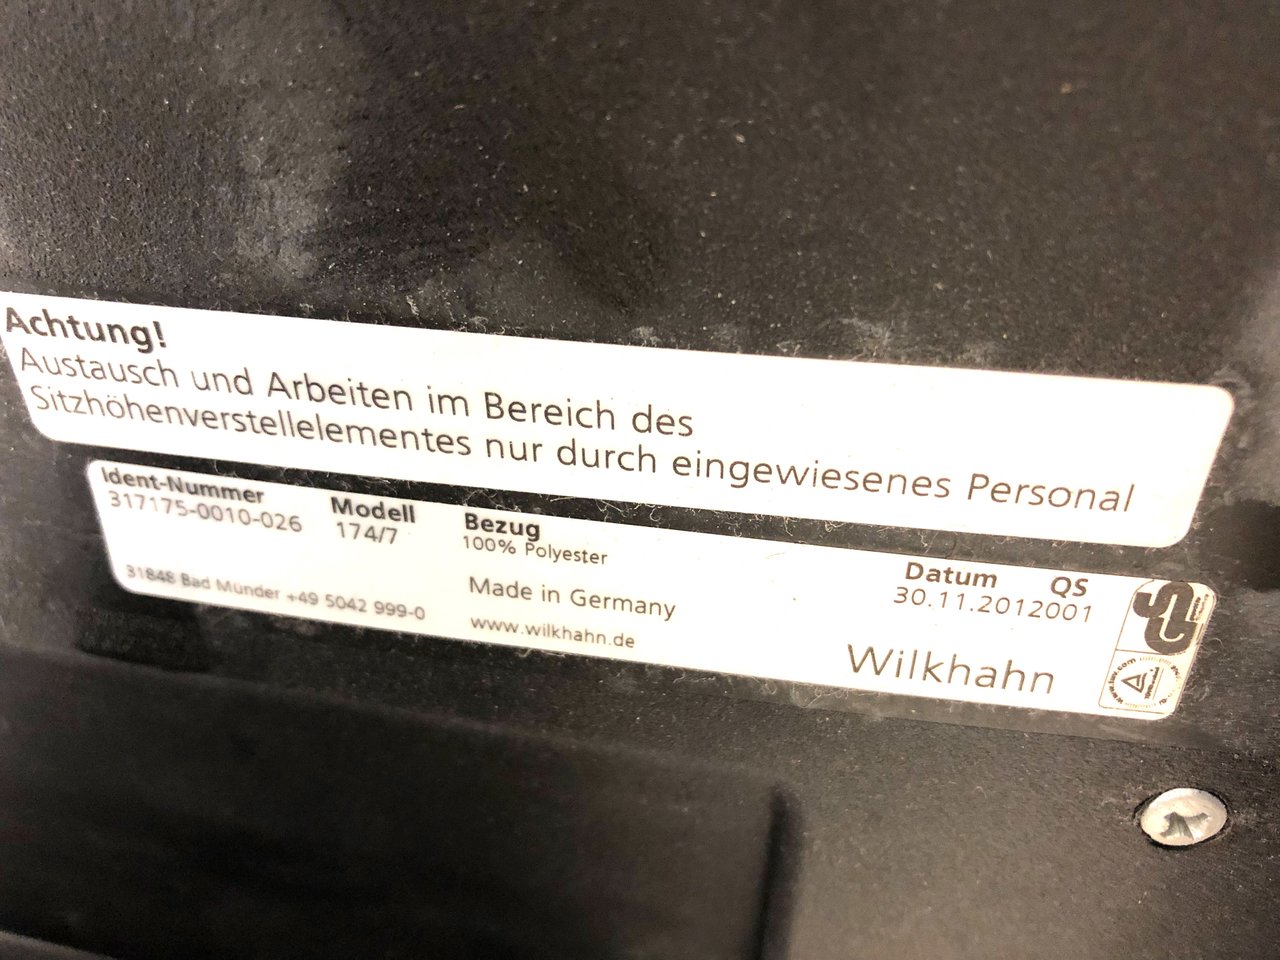 Achtung!
Austausch und Arbeiten im Bereich des
Sitzhöhenverstellelementes nur durch eingewiesenes Personal
Ident-Nummer Modell Bezug Datum QS
317175-0010-026 174/7 100% Polyester 30.11.2012 001
31848 Bad Münder +49 5042 999-0 Made in Germany
www.wilkhahn.de
Wilkhahn